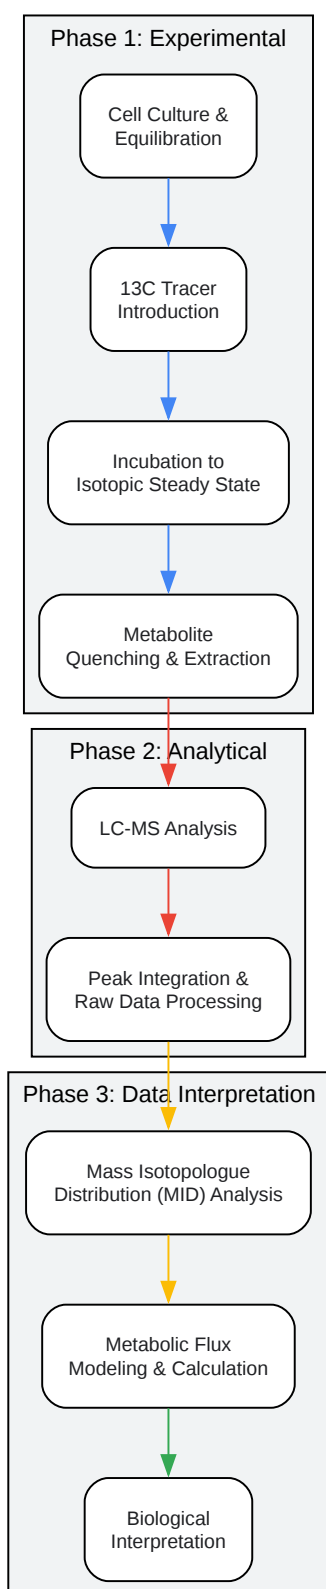 Phase 1: Experimental
Cell Culture &
Equilibration
13C Tracer
Introduction
Incubation to
Isotopic Steady State
Metabolite
Quenching & Extraction
Phase 2: Analytical
LC-MS Analysis
Peak Integration &
Raw Data Processing
Phase 3: Data Interpretation
Mass Isotopologue
Distribution (MID) Analysis
Metabolic Flux
Modeling & Calculation
Biological
Interpretation